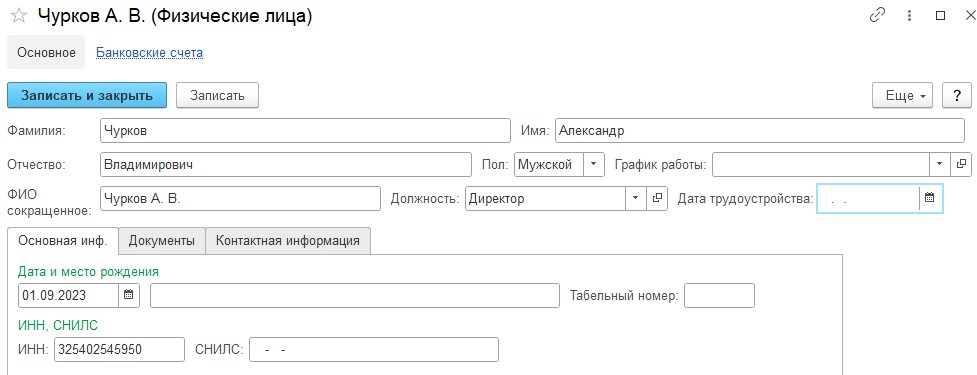 Чурков А. В. (Физические лица)
Основное Банковские счета
Записать и закрыть Записать Еще ?
Фамилия: Чурков Имя: Александр
Отчество: Владимирович Пол: Мужской График работы:
ФИО сокращенное: Чурков А. В. Должность: Директор Дата трудоустройства: . .
Основная инф. Документы Контактная информация
Дата и место рождения
01.09.2023 Табельный номер:
ИНН, СНИЛС
ИНН: 325402545950 СНИЛС: - -